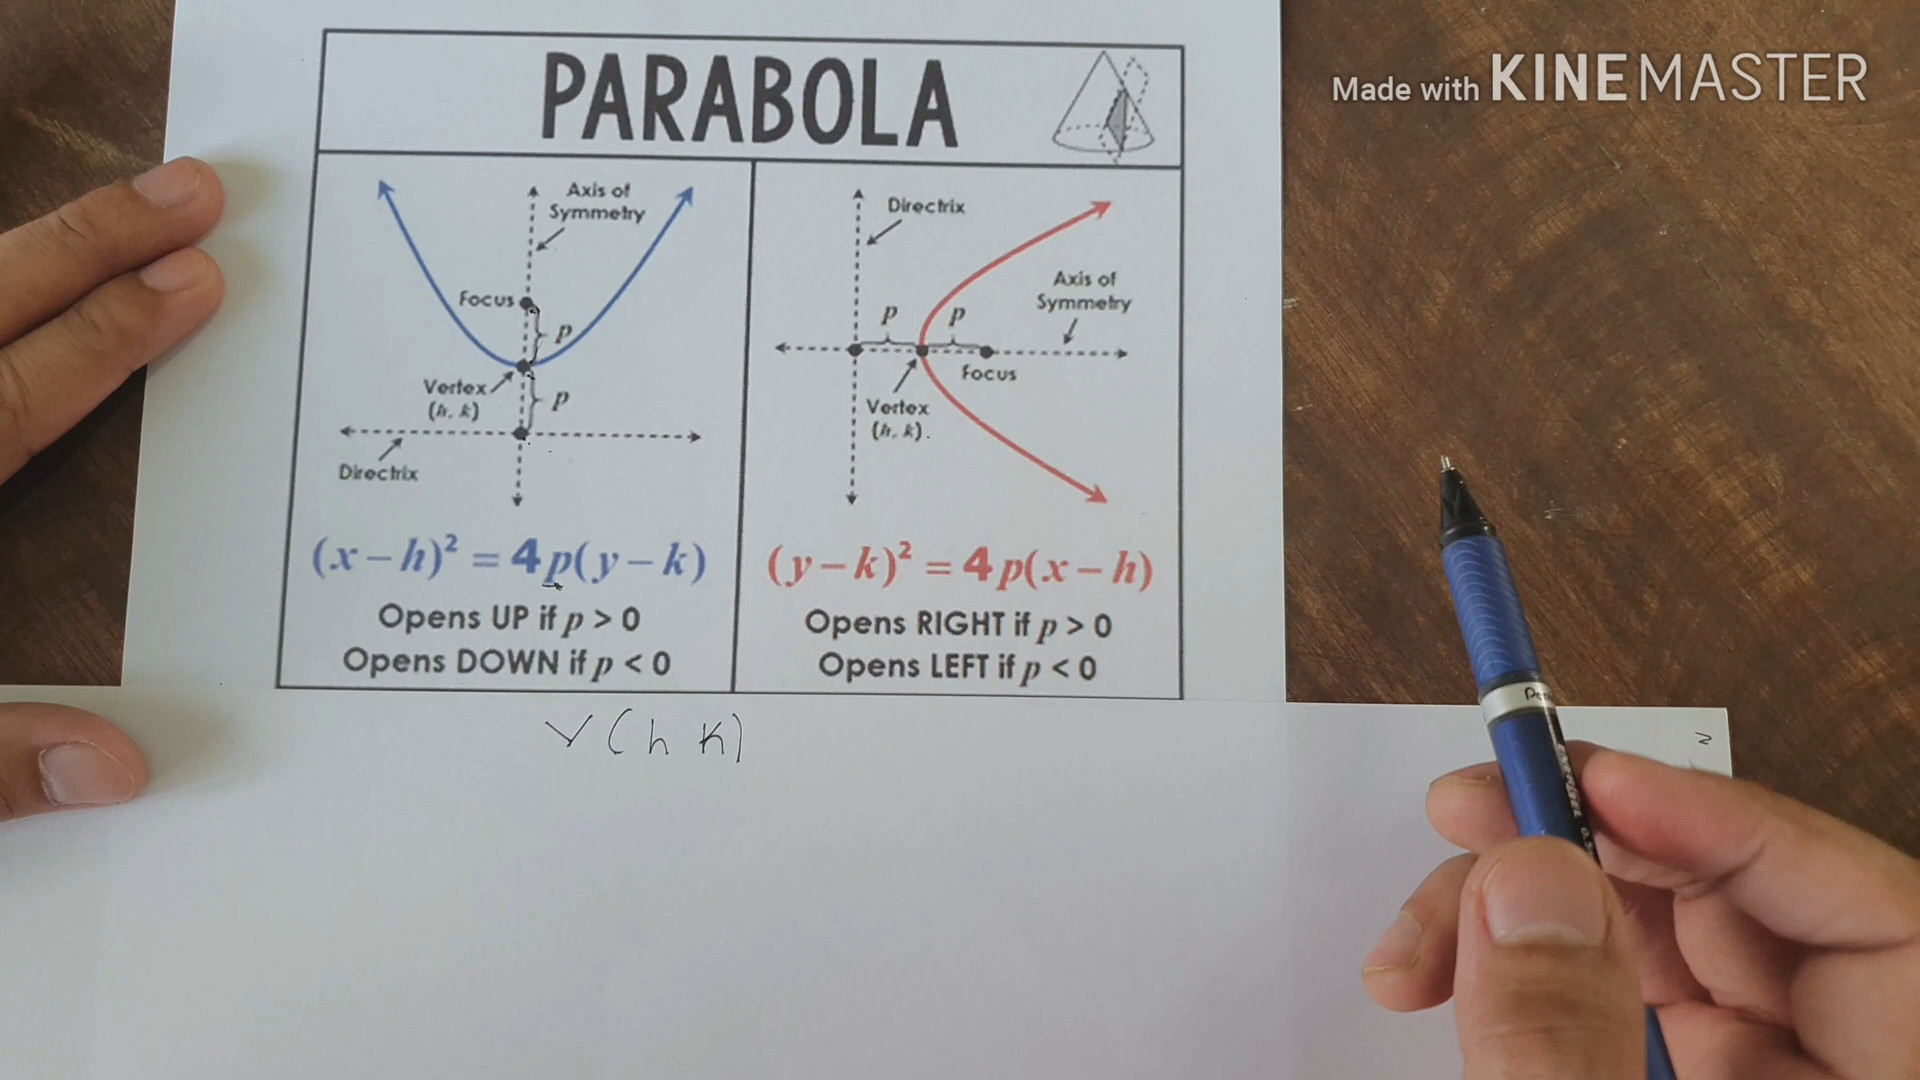 Made with KINEMASTER
PARABOLA
Axis of
Symmetry
Focus
p
Vertex
(h, k)
p
Directrix
(x – h)² = 4p(y – k)
Opens UP if p > 0
Opens DOWN if p < 0
Directrix
Axis of
Symmetry
p p
Focus
Vertex
(h, k)
(y – k)² = 4p(x – h)
Opens RIGHT if p > 0
Opens LEFT if p < 0
V (h k)